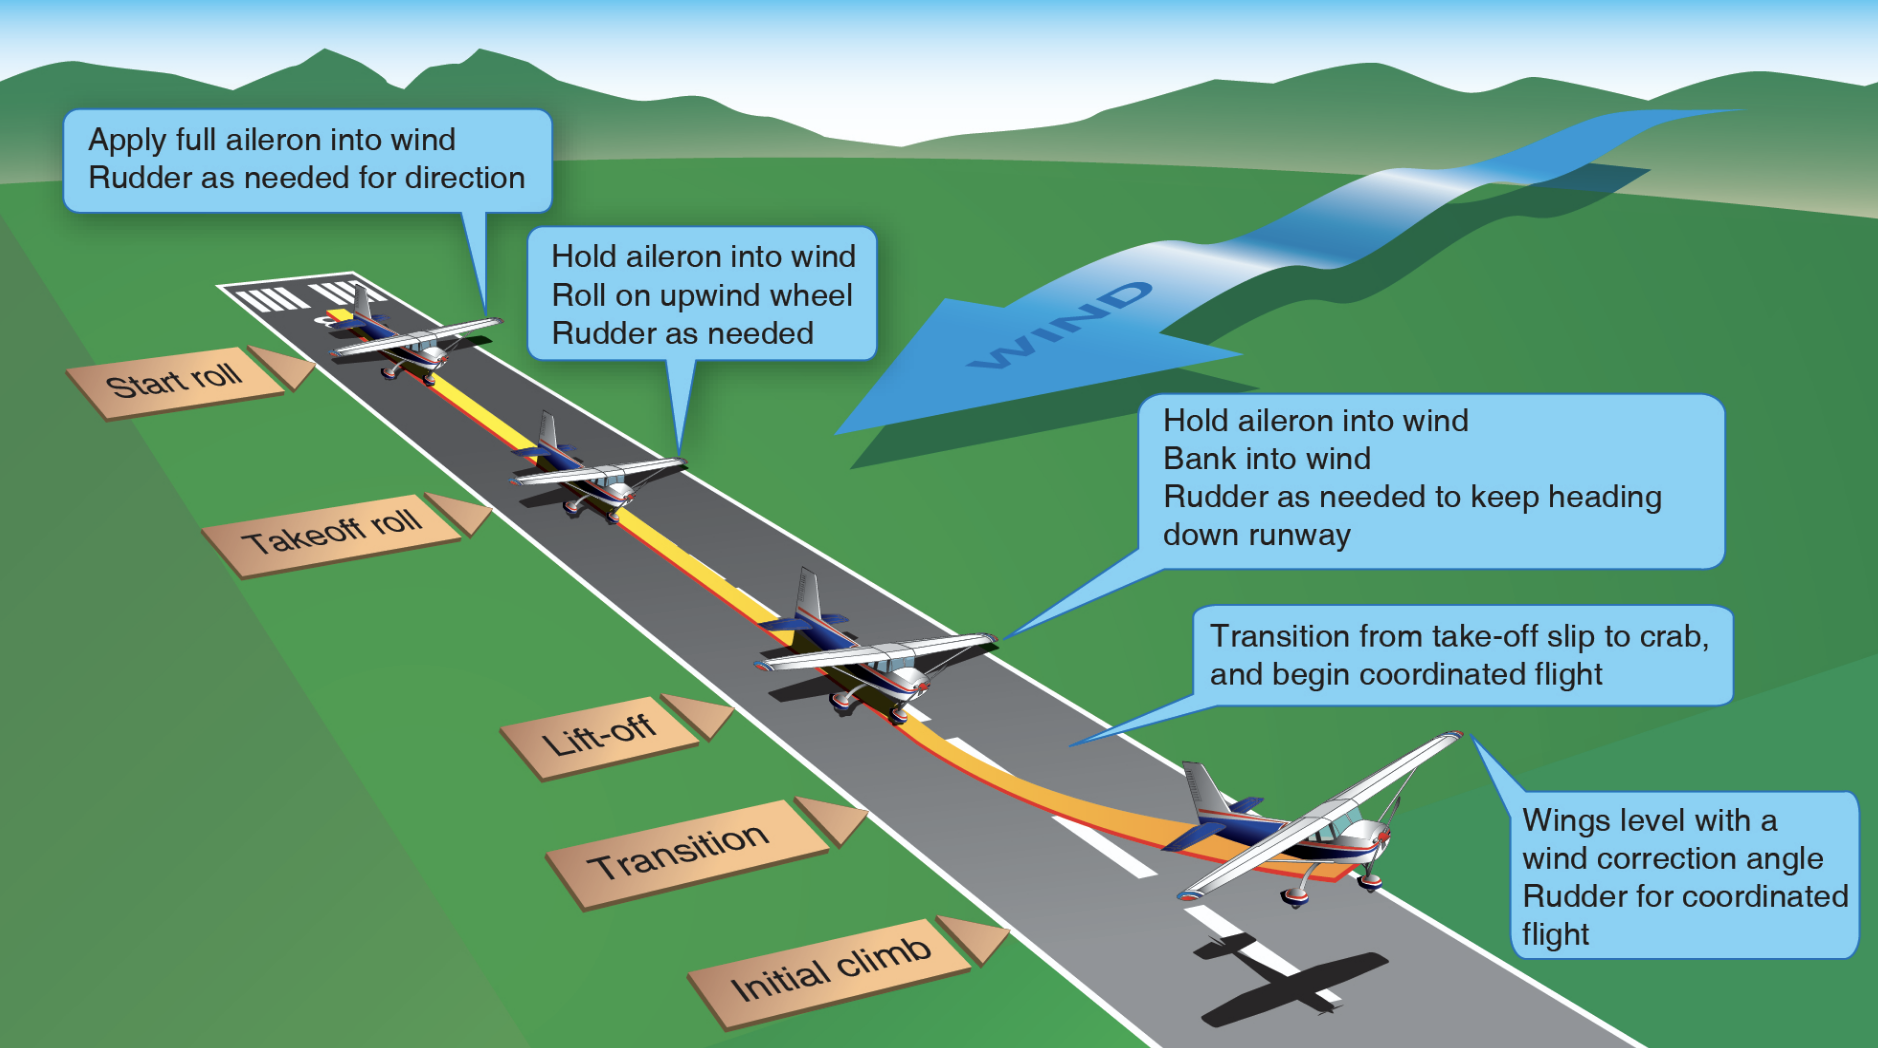 Apply full aileron into wind
Rudder as needed for direction
Hold aileron into wind
Roll on upwind wheel
Rudder as needed
WIND
Start roll
Hold aileron into wind
Bank into wind
Rudder as needed to keep heading
down runway
Takeoff roll
Transition from take-off slip to crab,
and begin coordinated flight
Lift-off
Wings level with a
wind correction angle
Rudder for coordinated
flight
Transition
Initial climb